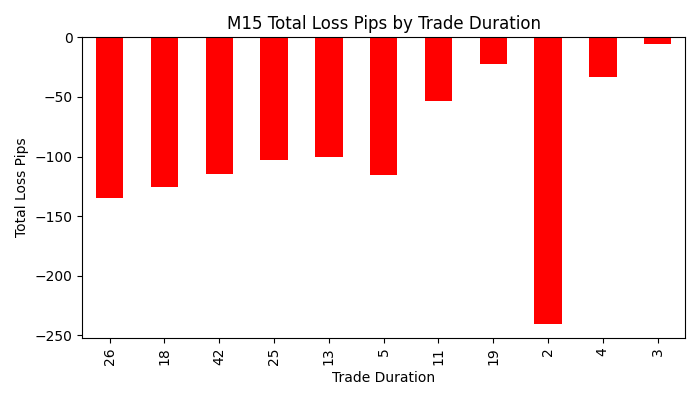 M15 Total Loss Pips by Trade Duration
Total Loss Pips
0
−50
−100
−150
−200
−250
26 18 42 25 13 5 11 19 2 4 3
Trade Duration